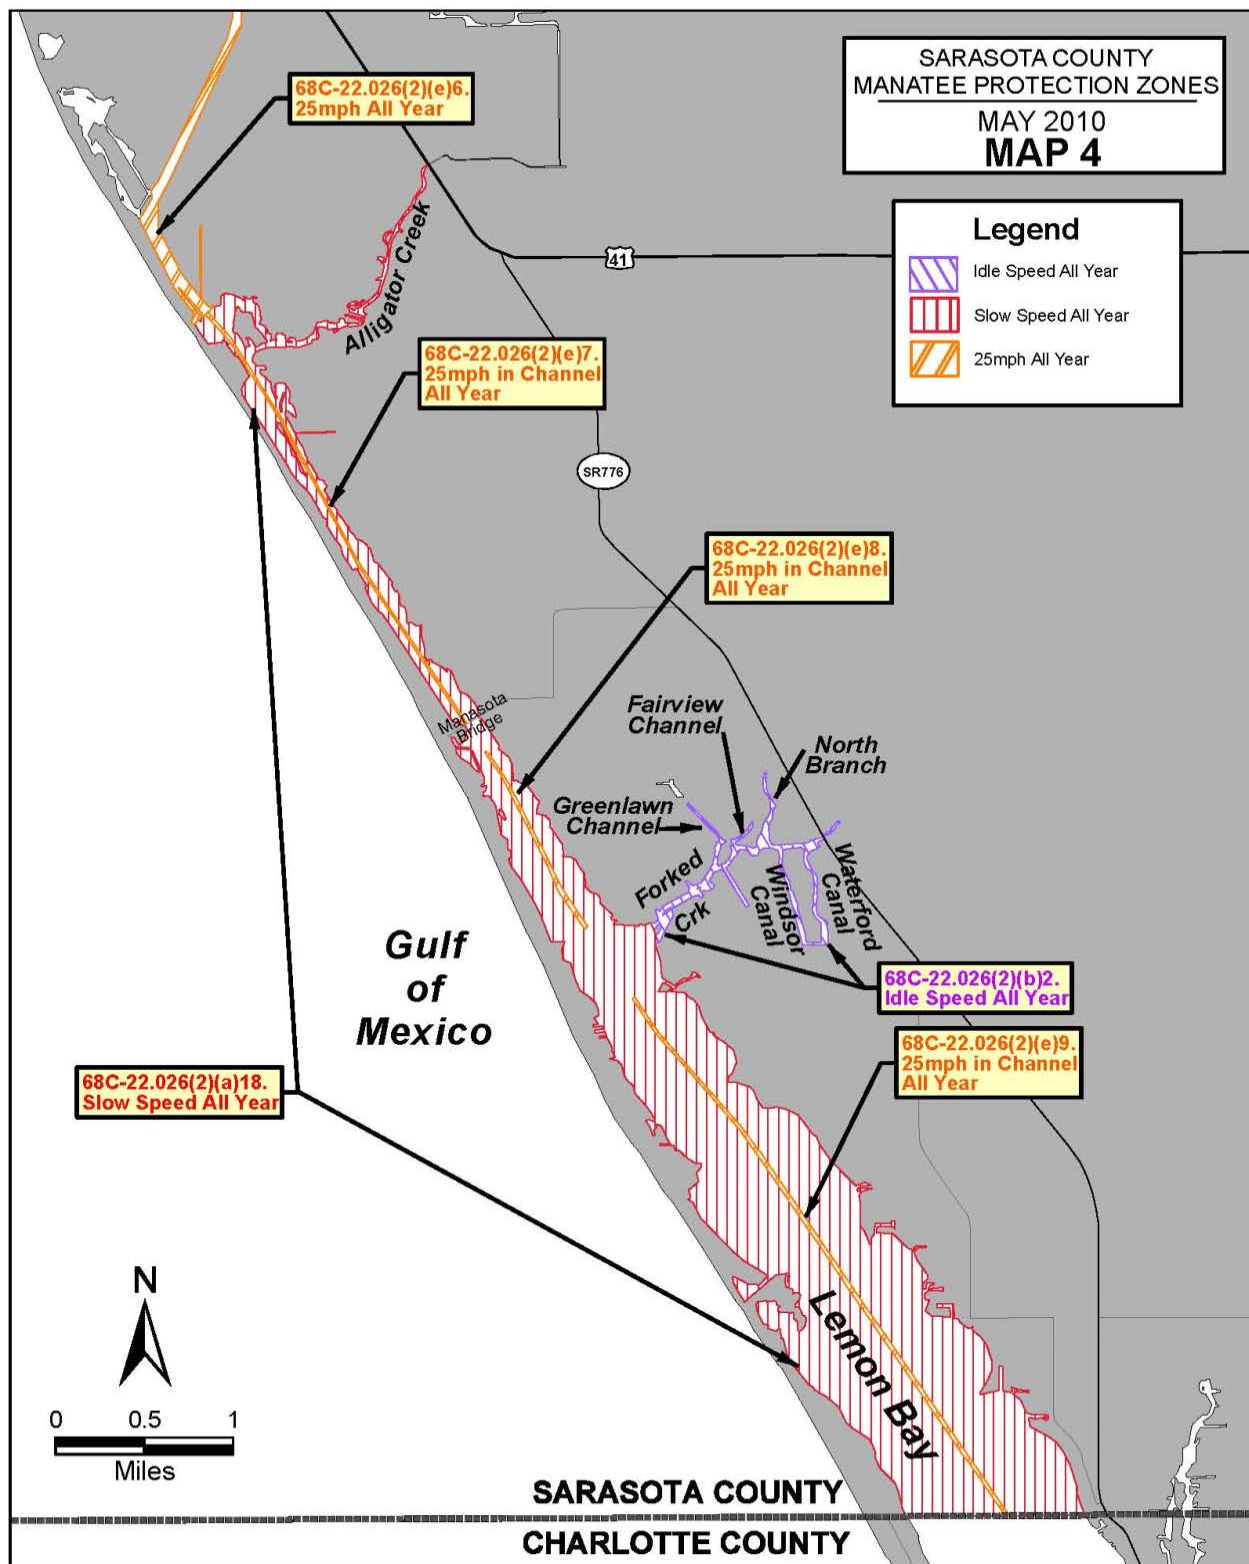 SARASOTA COUNTY
MANATEE PROTECTION ZONES
MAY 2010
MAP 4
Legend
Idle Speed All Year
Slow Speed All Year
25mph All Year
68C-22.026(2)(e)6.
25mph All Year
Alligator Creek
41
68C-22.026(2)(e)7.
25mph in Channel
All Year
SR776
68C-22.026(2)(e)8.
25mph in Channel
All Year
Manasota
Bridge
Fairview
Channel
North
Branch
Greenlawn
Channel
Forked
Crk
Windsor
Canal
Waterford
Canal
Gulf
of
Mexico
68C-22.026(2)(b)2.
Idle Speed All Year
68C-22.026(2)(e)9.
25mph in Channel
All Year
68C-22.026(2)(a)18.
Slow Speed All Year
Lemon Bay
N
0 0.5 1
Miles
SARASOTA COUNTY
CHARLOTTE COUNTY